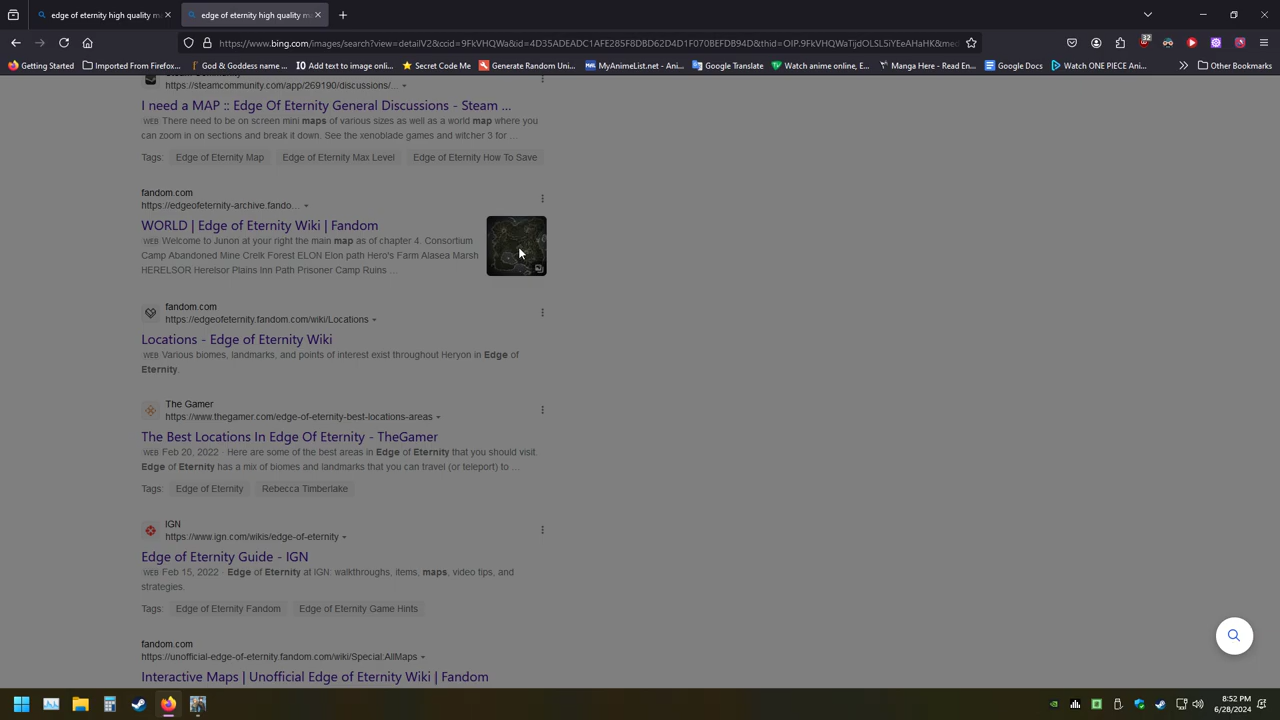 edge of eternity high quality m
edge of eternity high quality m
https://www.bing.com/images/search?view=detailV2&ccid=9FkVHQWa&id=4D35ADEADC1AFE285F8DBD62D4D1F070BEFDB94D&thid=OIP.9FkVHQWaTijdOLSL5iYEeAHaHK&med
Getting Started
Imported From Firefox...
God & Goddess name ...
Add text to image onli...
Secret Code Me
Generate Random Uni...
MyAnimeList.net - Ani...
Google Translate
Watch anime online, E...
Manga Here - Read En...
Google Docs
Watch ONE PIECE Ani...
Other Bookmarks
https://steamcommunity.com/app/269190/discussions/...
I need a MAP :: Edge Of Eternity General Discussions - Steam ...
WEB There need to be on screen mini maps of various sizes as well as a world map where you
can zoom in on sections and break it down. See the xenoblade games and witcher 3 for ...
Tags: Edge of Eternity Map Edge of Eternity Max Level Edge of Eternity How To Save
fandom.com
https://edgeofeternity-archive.fando...
WORLD | Edge of Eternity Wiki | Fandom
WEB Welcome to Junon at your right the main map as of chapter 4. Consortium
Camp Abandoned Mine Crelk Forest ELON Elon path Hero's Farm Alasea Marsh
HERELSOR Herelsor Plains Inn Path Prisoner Camp Ruins ...
fandom.com
https://edgeofeternity.fandom.com/wiki/Locations
Locations - Edge of Eternity Wiki
WEB Various biomes, landmarks, and points of interest exist throughout Heryon in Edge of
Eternity.
The Gamer
https://www.thegamer.com/edge-of-eternity-best-locations-areas
The Best Locations In Edge Of Eternity - TheGamer
WEB Feb 20, 2022 · Here are some of the best areas in Edge of Eternity that you should visit.
Edge of Eternity has a mix of biomes and landmarks that you can travel (or teleport) to ...
Tags: Edge of Eternity Rebecca Timberlake
IGN
https://www.ign.com/wikis/edge-of-eternity
Edge of Eternity Guide - IGN
WEB Feb 15, 2022 · Edge of Eternity at IGN: walkthroughs, items, maps, video tips, and
strategies.
Tags: Edge of Eternity Fandom Edge of Eternity Game Hints
fandom.com
https://unofficial-edge-of-eternity.fandom.com/wiki/Special:AllMaps
Interactive Maps | Unofficial Edge of Eternity Wiki | Fandom
8:52 PM
6/28/2024